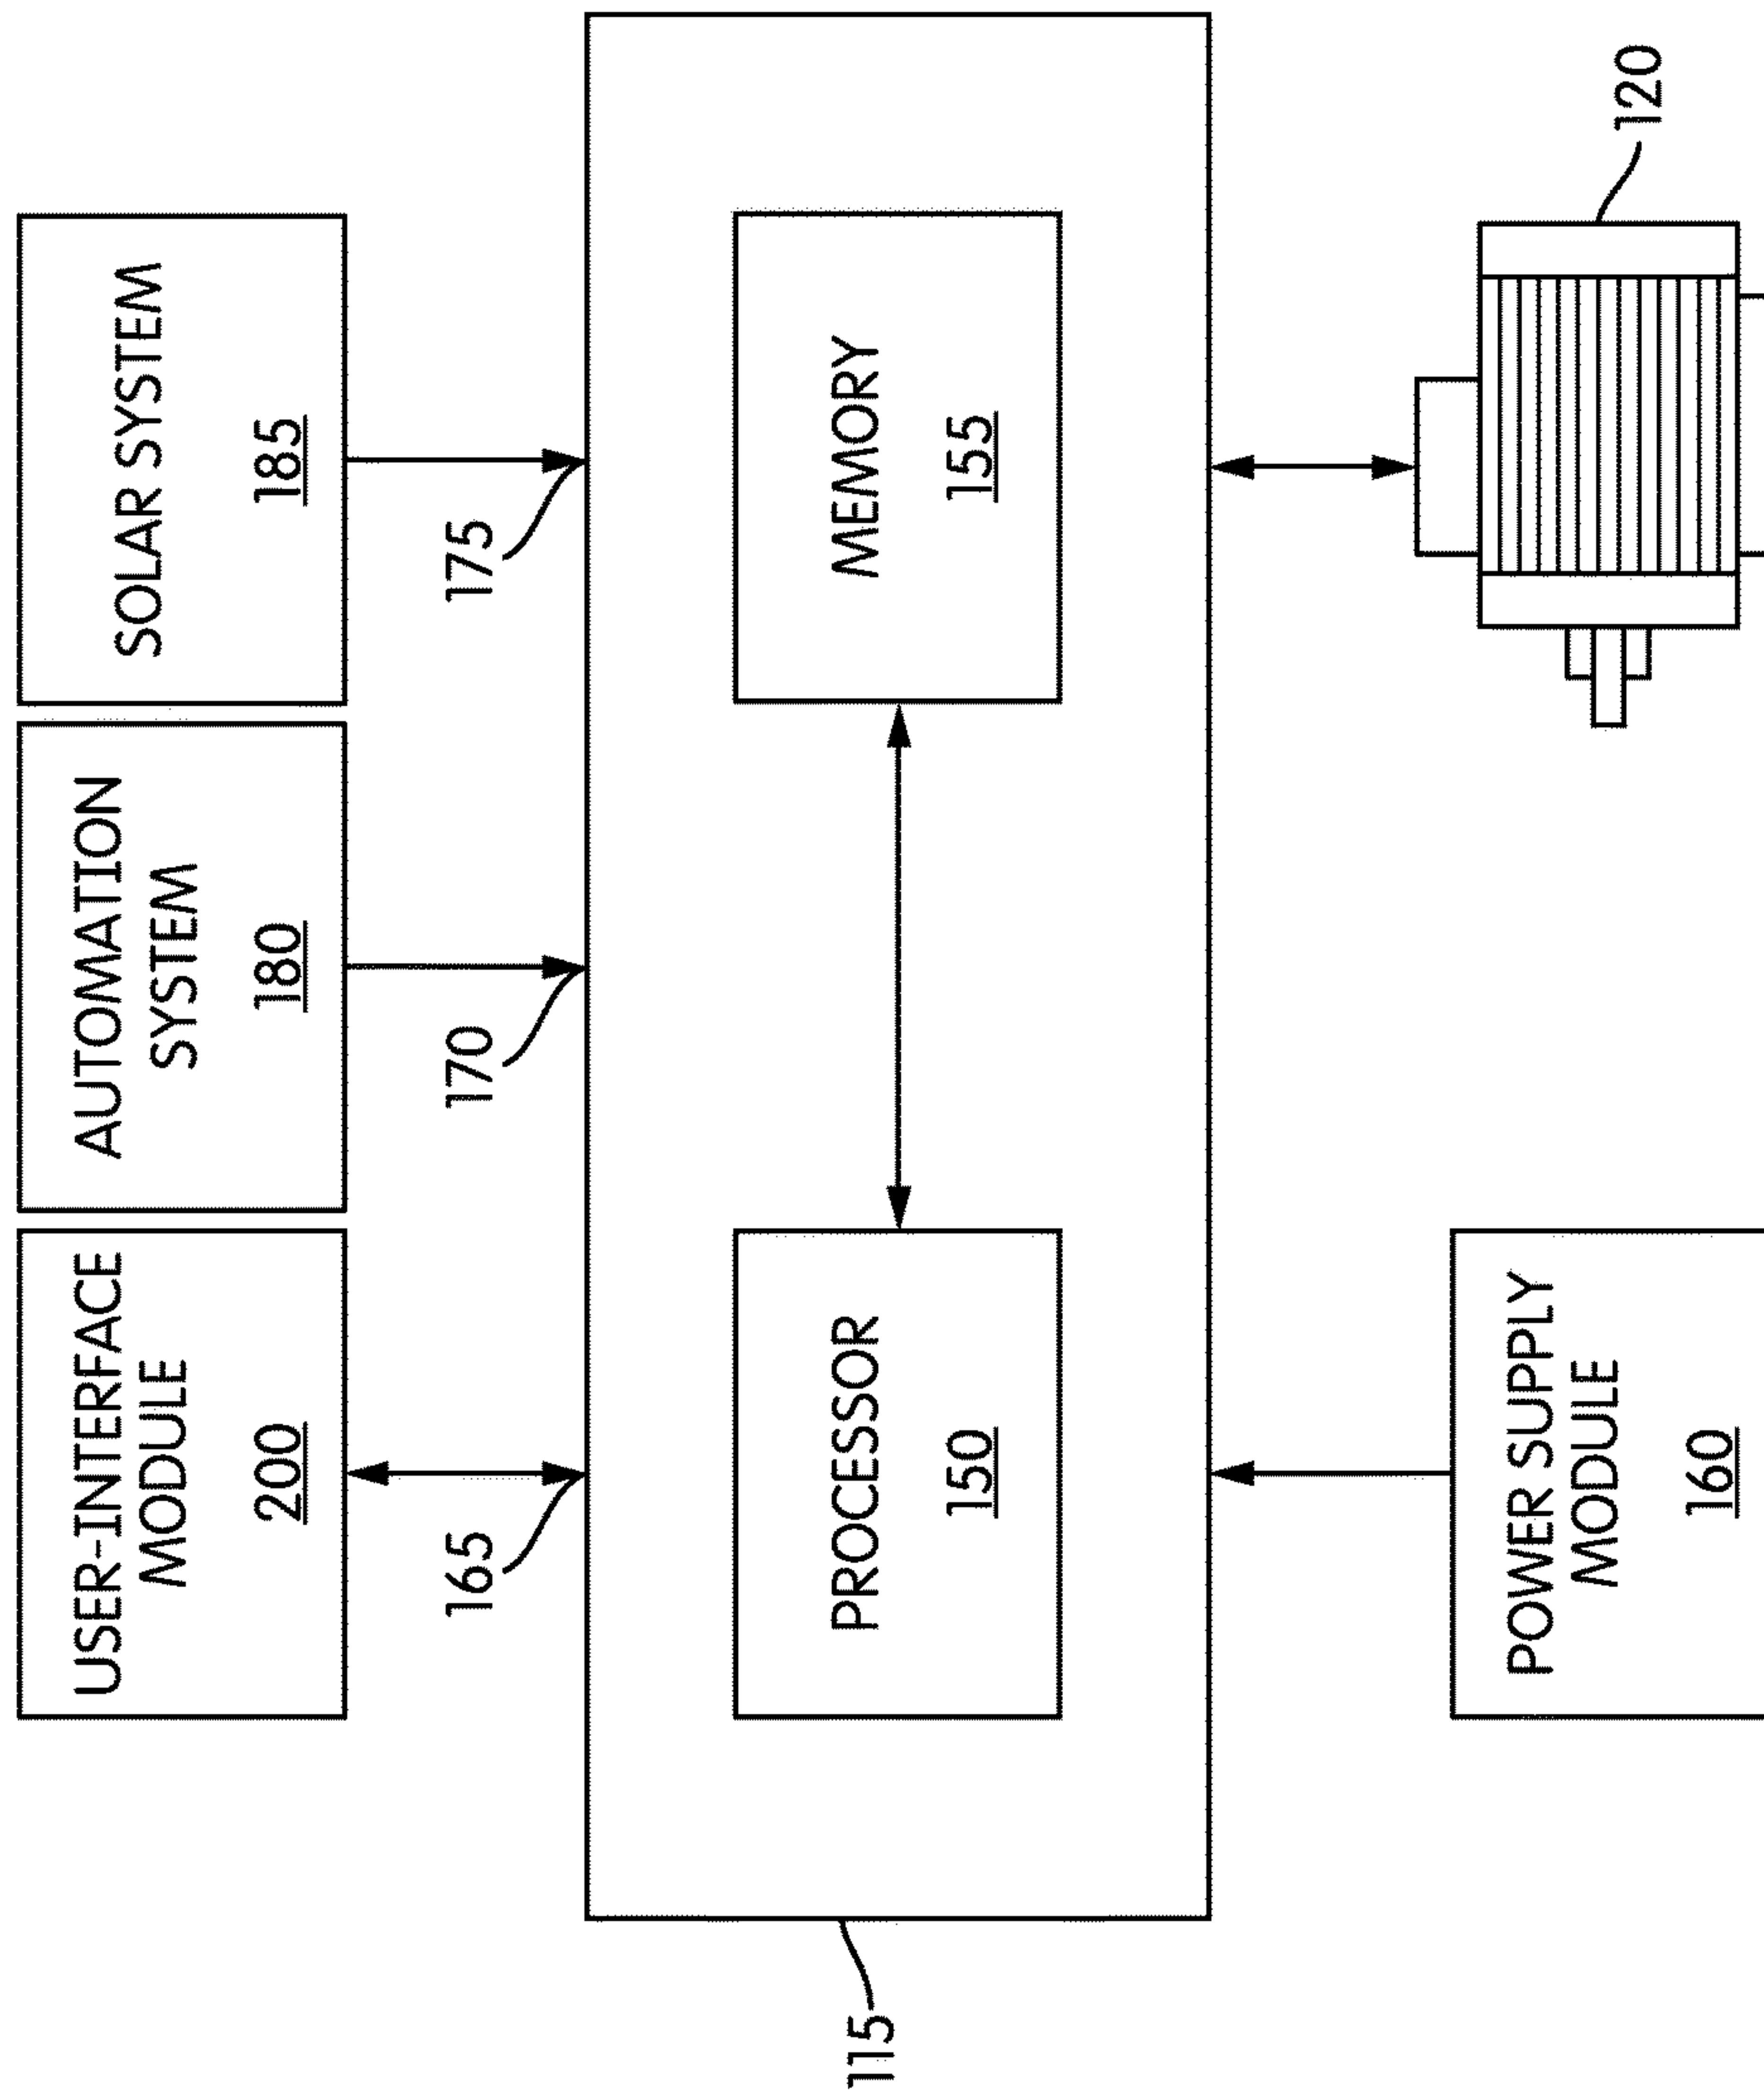 USER-INTERFACE
MODULE
200
AUTOMATION
SYSTEM
180
SOLAR SYSTEM
185
165
170
175
115
PROCESSOR
150
MEMORY
155
POWER SUPPLY
MODULE
160
120